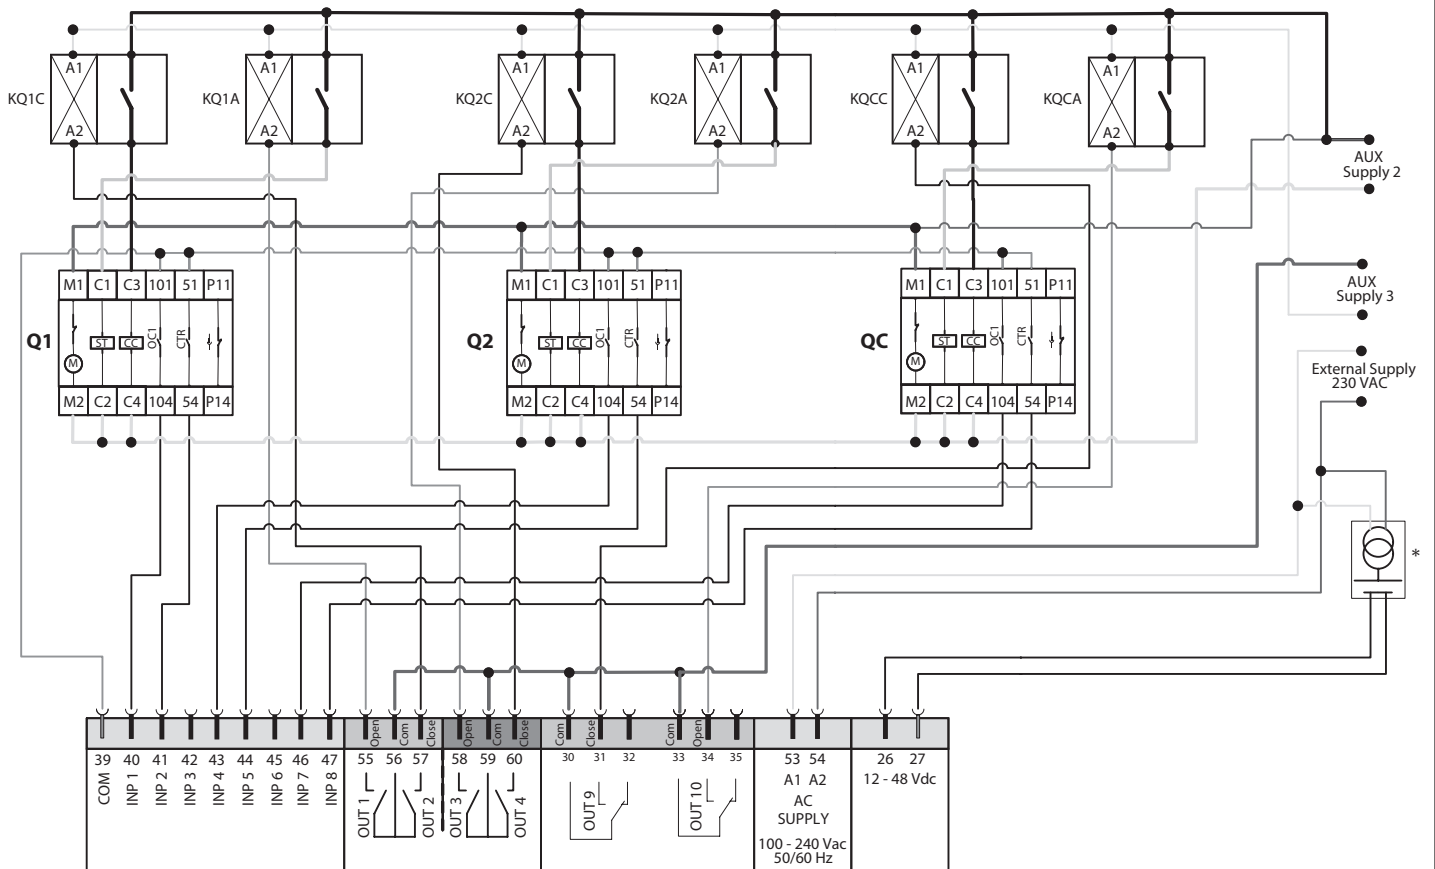 A1 A1 A1 A1 A1 A1
KQ1C KQ1A KQ2C KQ2A KQCC KQCA
A2 A2 A2 A2 A2 A2
AUX
Supply 2
M1 C1 C3 101 51 P11
M1 C1 C3 101 51 P11
M1 C1 C3 101 51 P11
AUX
Supply 3
Q1 ST CC OC1 CTR
M
Q2 ST CC OC1 CTR
M
QC ST CC OC1 CTR
M
External Supply
230 VAC
M2 C2 C4 104 54 P14
M2 C2 C4 104 54 P14
M2 C2 C4 104 54 P14
*
Open Com Close Open Com Close Com Close Com Open
39 40 41 42 43 44 45 46 47 55 56 57 58 59 60 30 31 32 33 34 35 53 54 26 27
COM INP 1 INP 2 INP 3 INP 4 INP 5 INP 6 INP 7 INP 8
OUT 1 OUT 2 OUT 3 OUT 4 OUT 9 OUT 10
A1 A2
AC
SUPPLY
100 - 240 Vac
50/60 Hz
12 - 48 Vdc